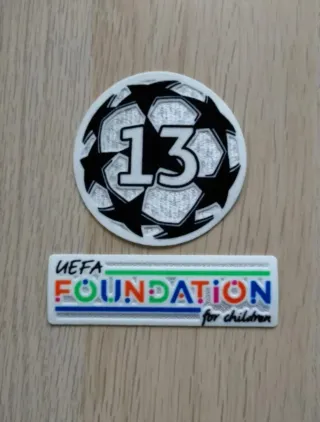 13
UEFA
FOUNDATION
for children